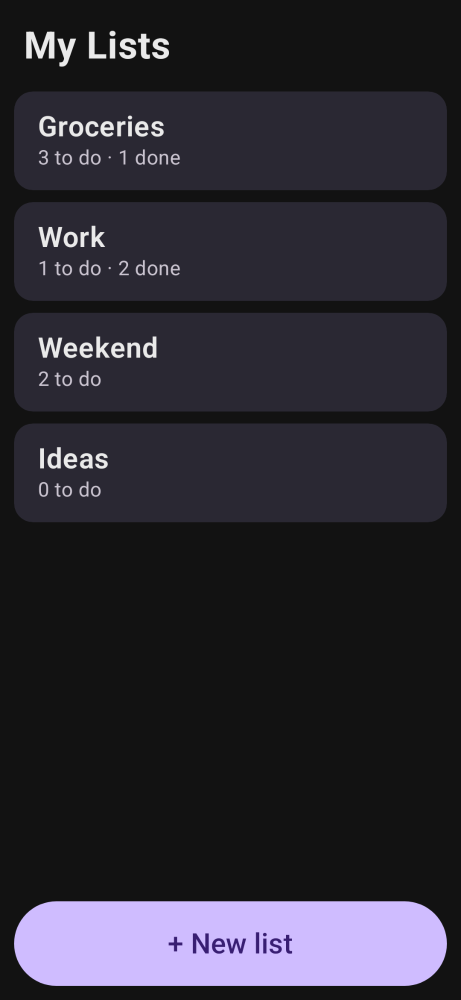 My Lists
Groceries
3 to do · 1 done
Work
1 to do · 2 done
Weekend
2 to do
Ideas
0 to do
+ New list